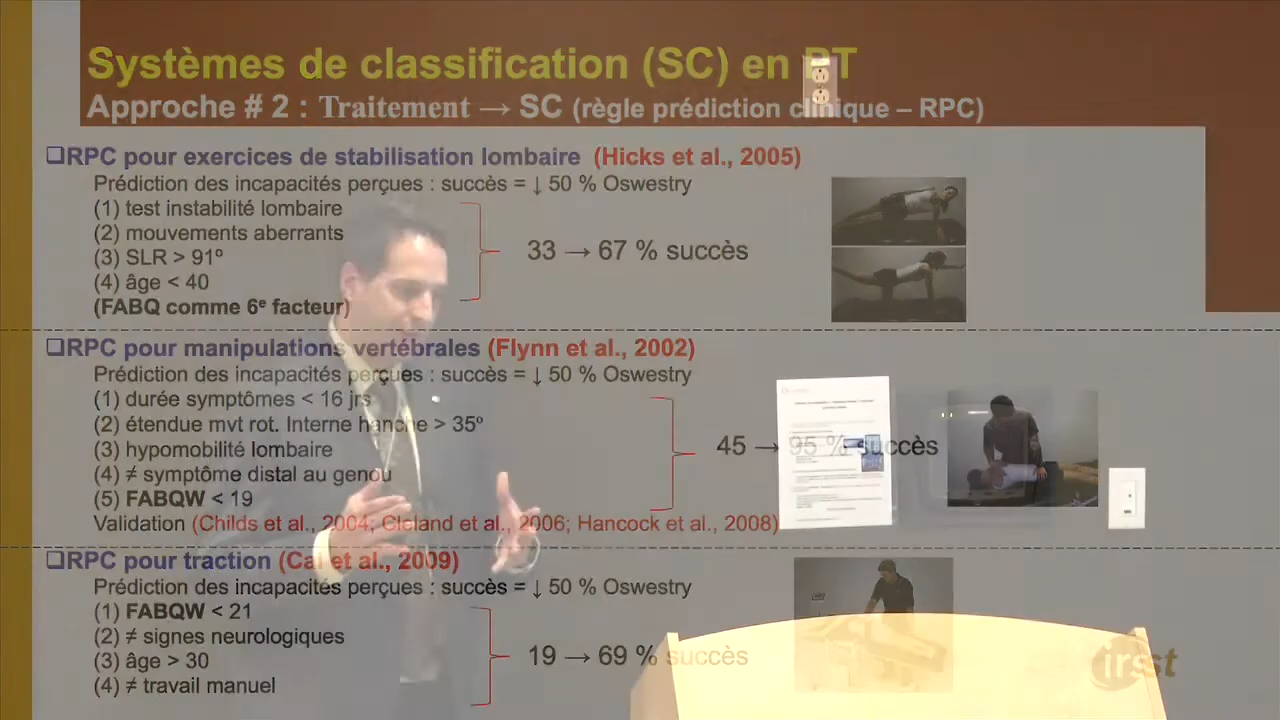 Systèmes de classification (SC) en PT
Approche # 2 : Traitement → SC (règle prédiction clinique – RPC)
❑RPC pour exercices de stabilisation lombaire (Hicks et al., 2005)
Prédiction des incapacités perçues : succès = ↓ 50 % Oswestry
(1) test instabilité lombaire
(2) mouvements aberrants
(3) SLR > 91º
(4) âge < 40
(FABQ comme 6ᵉ facteur)
33 → 67 % succès
❑RPC pour manipulations vertébrales (Flynn et al., 2002)
Prédiction des incapacités perçues : succès = ↓ 50 % Oswestry
(1) durée symptômes < 16 jrs
(2) étendue mvt rot. Interne hanche > 35º
(3) hypomobilité lombaire
(4) ≠ symptôme distal au genou
(5) FABQW < 19
45 → 95 % succès
Validation (Childs et al., 2004; Cleland et al., 2006; Hancock et al., 2008)
❑RPC pour traction (Cai et al., 2009)
Prédiction des incapacités perçues : succès = ↓ 50 % Oswestry
(1) FABQW < 21
(2) ≠ signes neurologiques
(3) âge > 30
(4) ≠ travail manuel
19 → 69 % succès
irsst